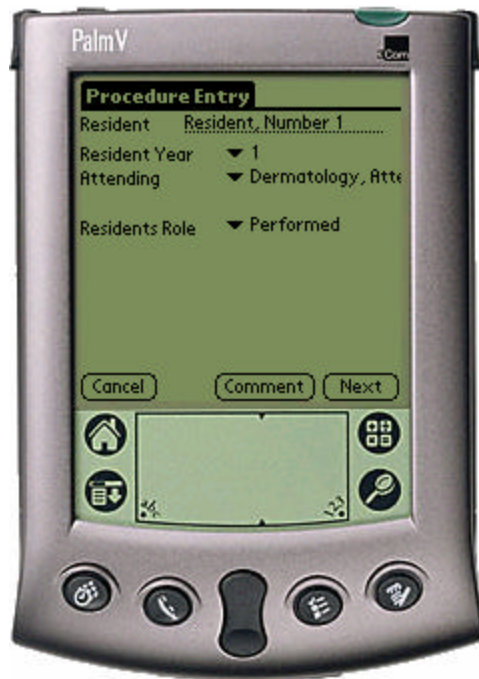 PalmV
3Com
Procedure Entry
Resident Resident, Number 1
Resident Year 1
Attending Dermatology, Atte
Residents Role Performed
Cancel Comment Next
123